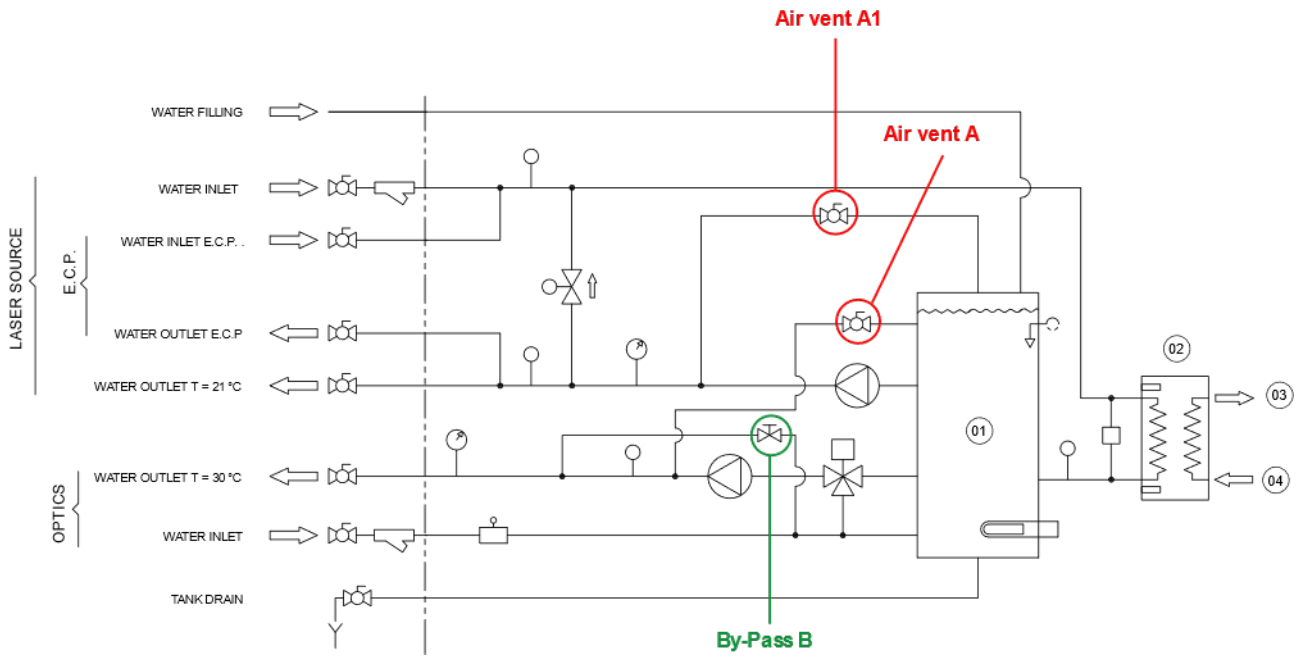 Air vent A1
Air vent A
WATER FILLING
WATER INLET
WATER INLET E.C.P. .
WATER OUTLET E.C.P
WATER OUTLET T = 21 °C
LASER SOURCE
E.C.P.
WATER OUTLET T = 30 °C
WATER INLET
OPTICS
TANK DRAIN
By-Pass B
01
02
03
04